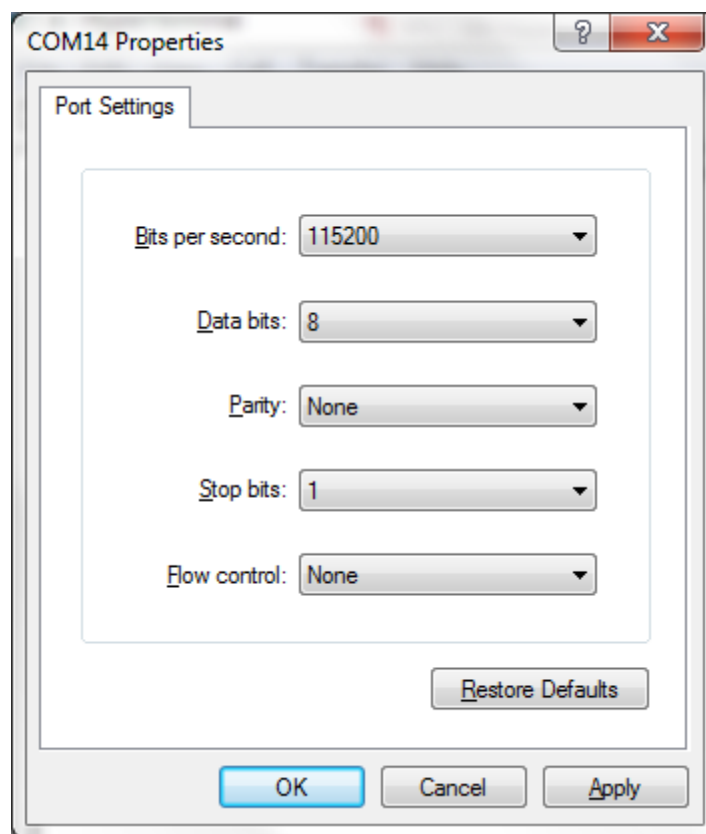 COM14 Properties
Port Settings
Bits per second: 115200
Data bits: 8
Parity: None
Stop bits: 1
Flow control: None
Restore Defaults
OK Cancel Apply